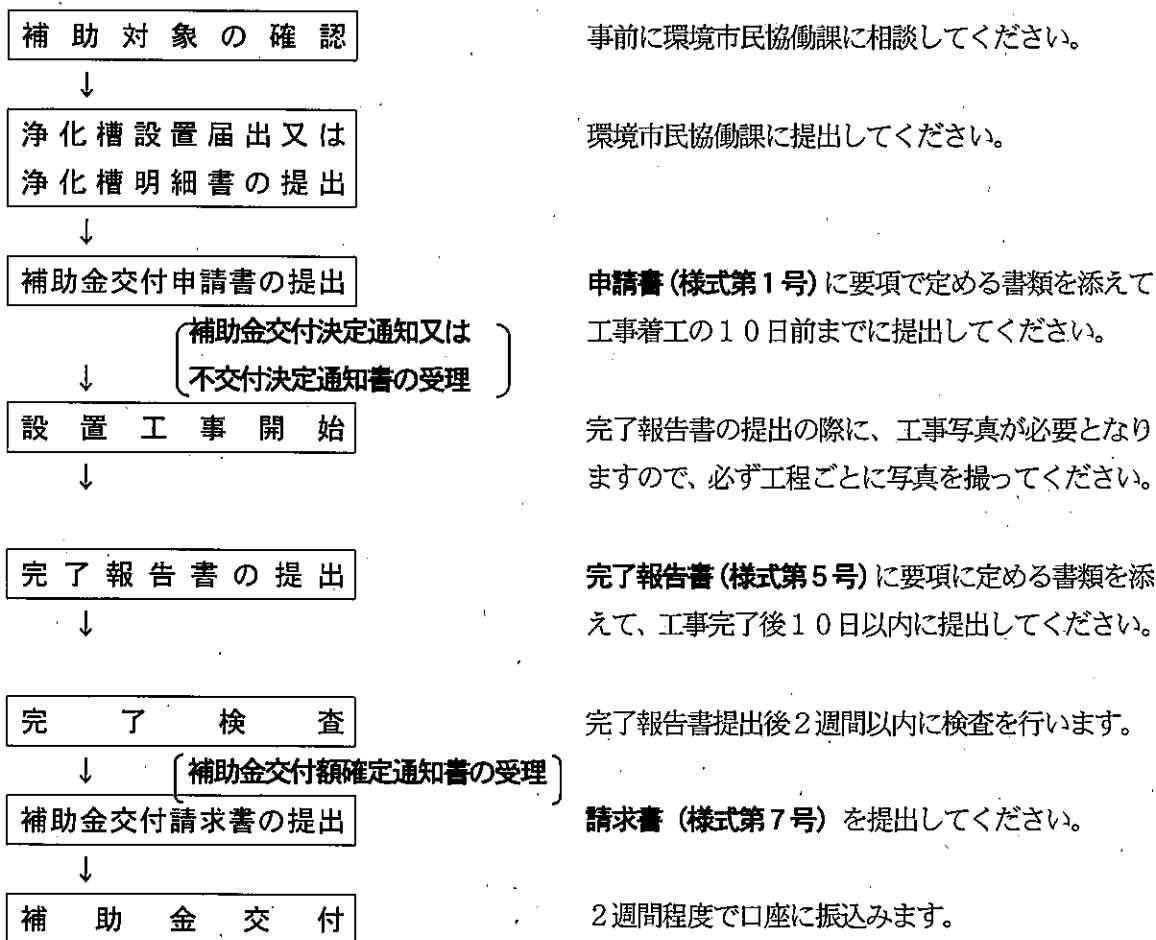 補助対象の確認
事前に環境市民協働課に相談してください。
↓
浄化槽設置届出又は
環境市民協働課に提出してください。
浄化槽明細書の提出
↓
補助金交付申請書の提出
申請書(様式第1号)に要項で定める書類を添えて
補助金交付決定通知又は
工事着工の10日前までに提出してください。
↓
不交付決定通知書の受理
設置工事開始
完了報告書の提出の際に、工事写真が必要となり
↓
ますので、必ず工程ごとに写真を撮ってください。
完了報告書の提出
完了報告書(様式第5号)に要項に定める書類を添
↓
えて、工事完了後10日以内に提出してください。
完了検査
完了報告書提出後2週間以内に検査を行います。
↓
補助金交付額確定通知書の受理
補助金交付請求書の提出
請求書(様式第7号)を提出してください。
↓
補助金交付
2週間程度で口座に振込みます。